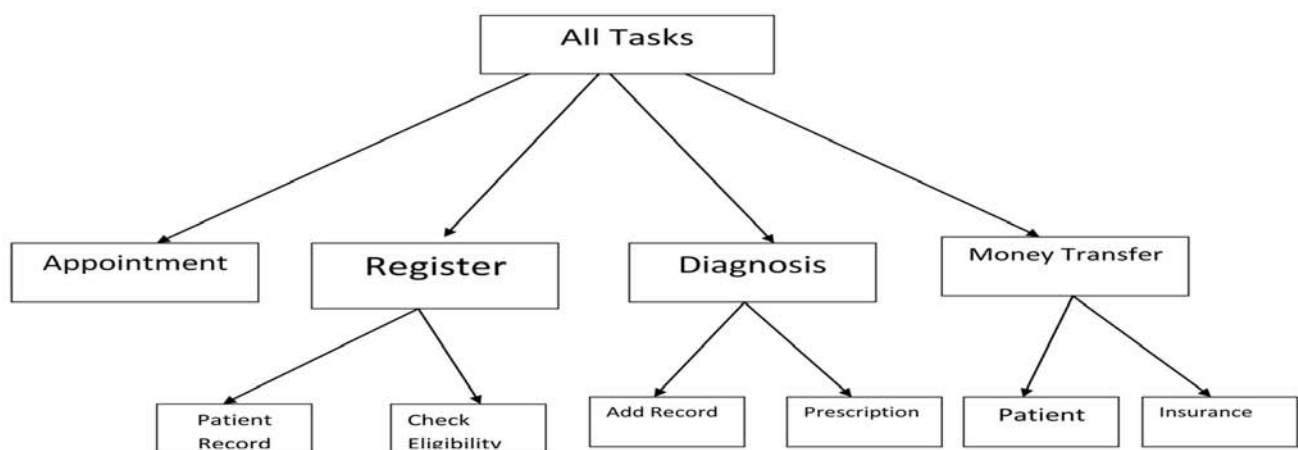 All Tasks
Appointment
Register
Diagnosis
Money Transfer
Patient
Record
Check
Eligibility
Add Record
Prescription
Patient
Insurance